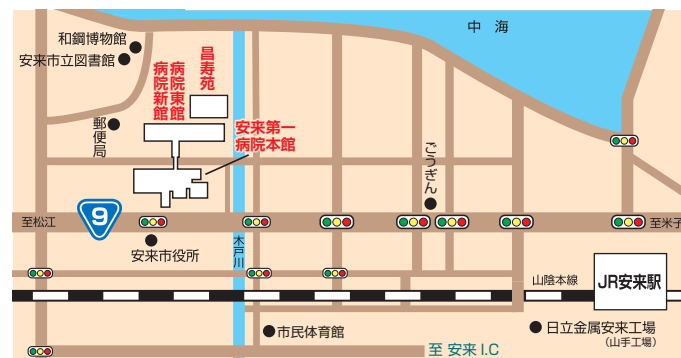 中海
和鋼博物館
安来市立図書館
昌寿苑
病院東館
病院新館
郵便局
安来第一
病院本館
ごうぎん
至松江
9
至米子
安来市役所
木戸川
山陰本線
JR安来駅
市民体育館
日立金属安来工場
(山手工場)
至 安来 I.C